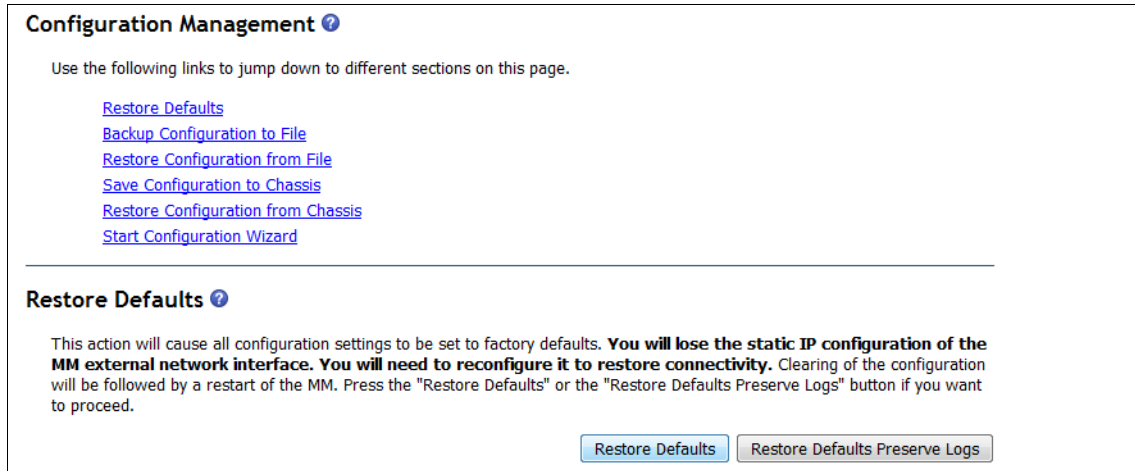 Configuration Management ?
Use the following links to jump down to different sections on this page.
Restore Defaults
Backup Configuration to File
Restore Configuration from File
Save Configuration to Chassis
Restore Configuration from Chassis
Start Configuration Wizard
Restore Defaults ?
This action will cause all configuration settings to be set to factory defaults. You will lose the static IP configuration of the
MM external network interface. You will need to reconfigure it to restore connectivity. Clearing of the configuration
will be followed by a restart of the MM. Press the "Restore Defaults" or the "Restore Defaults Preserve Logs" button if you want
to proceed.
Restore Defaults Restore Defaults Preserve Logs